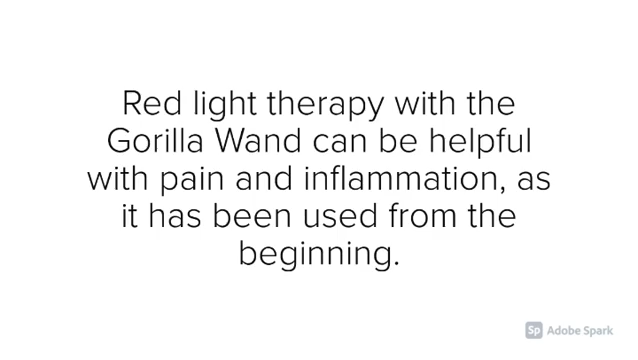 Red light therapy with the
Gorilla Wand can be helpful
with pain and inflammation, as
it has been used from the
beginning.
Sp Adobe Spark